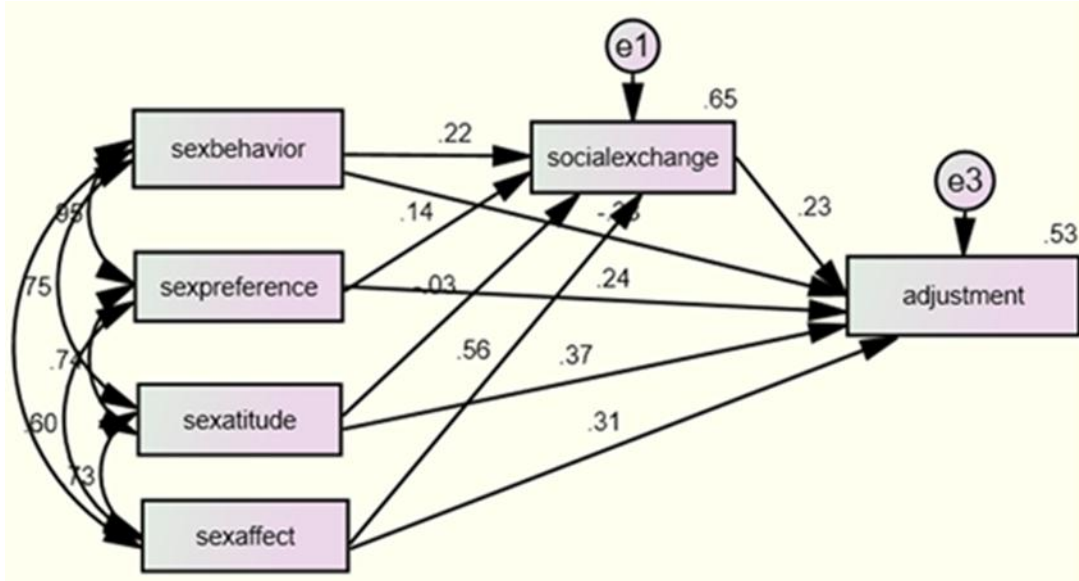 e1
.65
sexbehavior
.22
socialexchange
e3
.95
.14
.23
.53
.75
sexpreference
-.03
.24
adjustment
.74
.56
.37
.60
sexatitude
.31
.73
sexaffect